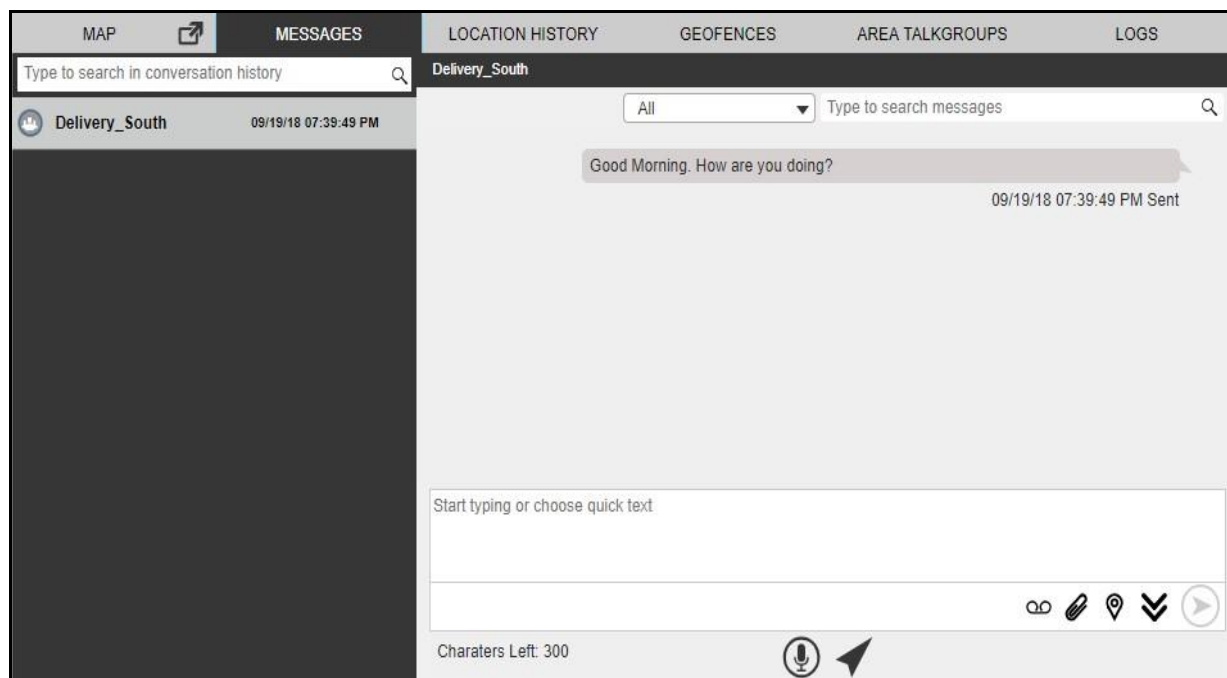 MAP MESSAGES LOCATION HISTORY GEOFENCES AREA TALKGROUPS LOGS
Type to search in conversation history
Delivery_South 09/19/18 07:39:49 PM
Delivery_South
All Type to search messages
Good Morning. How are you doing?
09/19/18 07:39:49 PM Sent
Start typing or choose quick text
Charaters Left: 300